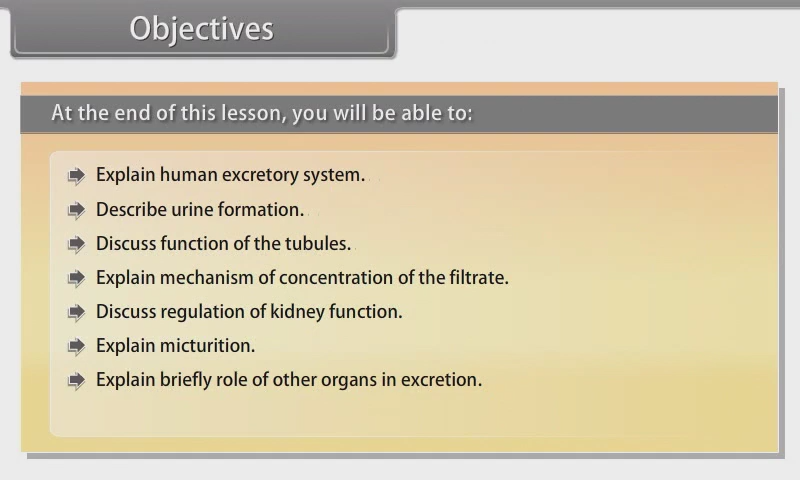 Objectives
At the end of this lesson, you will be able to:
Explain human excretory system.
Describe urine formation.
Discuss function of the tubules.
Explain mechanism of concentration of the filtrate.
Discuss regulation of kidney function.
Explain micturition.
Explain briefly role of other organs in excretion.